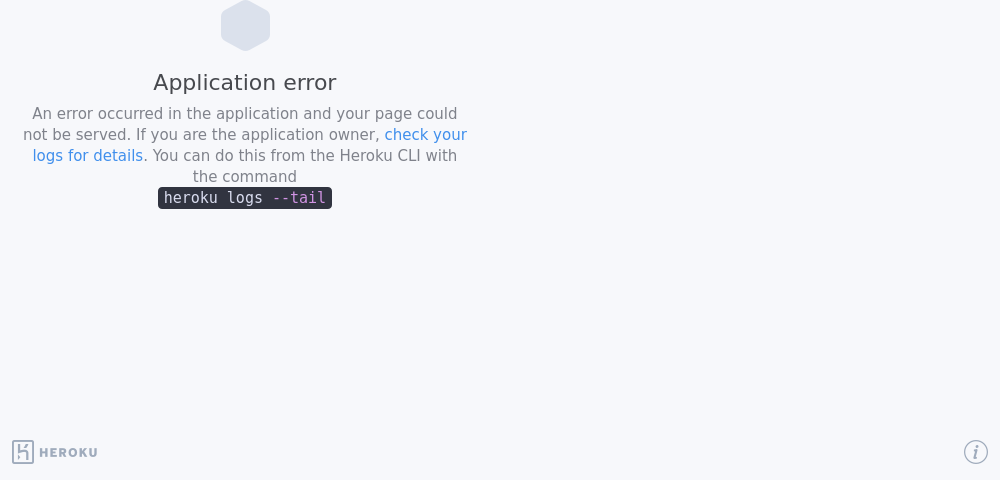 Application error
An error occurred in the application and your page could
not be served. If you are the application owner, check your
logs for details. You can do this from the Heroku CLI with
the command
heroku logs --tail
HEROKU
i